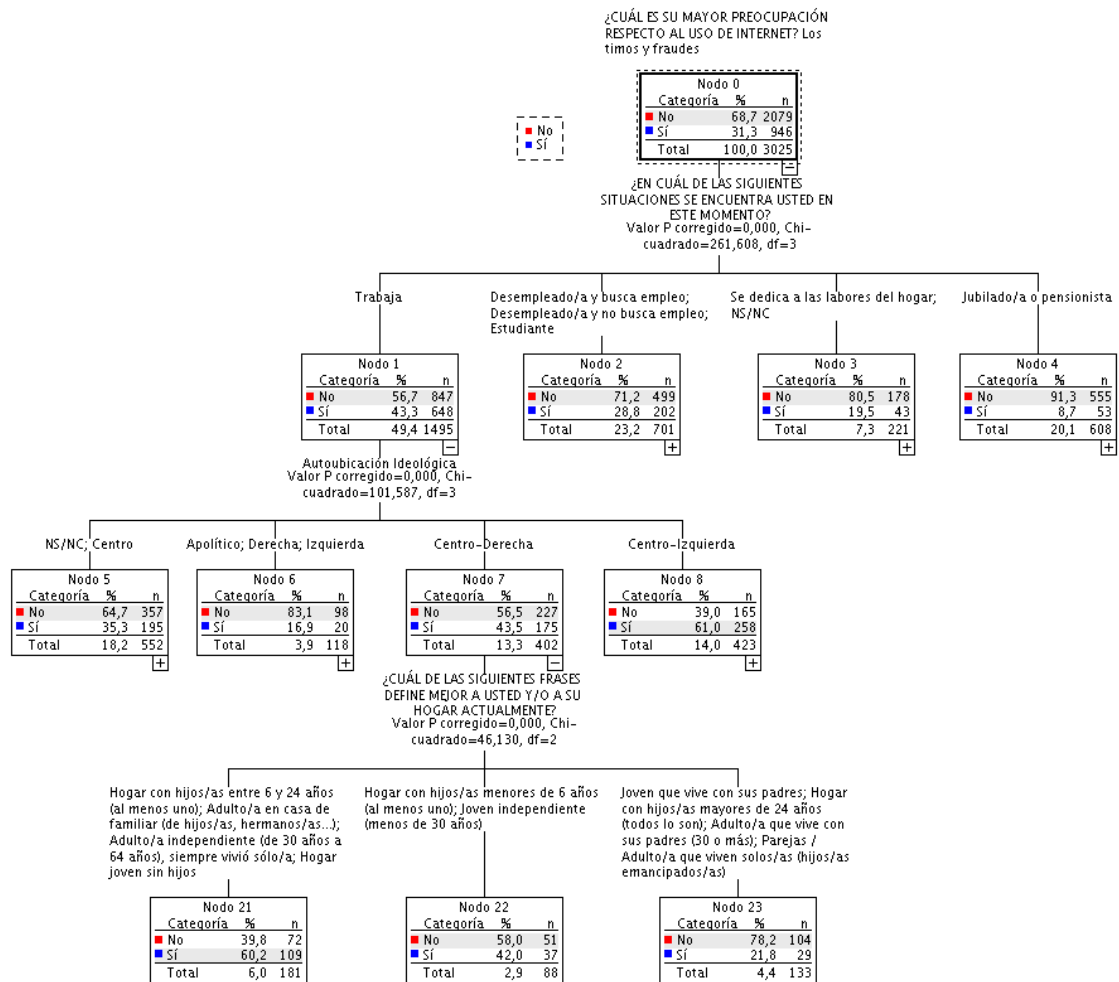 ¿CUÁL ES SU MAYOR PREOCUPACIÓN
RESPECTO AL USO DE INTERNET? Los
timos y fraudes
Nodo 0
Categoría % n
No 68,7 2079
Sí 31,3 946
Total 100,0 3025
No
Sí
¿EN CUÁL DE LAS SIGUIENTES
SITUACIONES SE ENCUENTRA USTED EN
ESTE MOMENTO?
Valor P corregido=0,000, Chi-
cuadrado=261,608, df=3
Trabaja
Desempleado/a y busca empleo;
Desempleado/a y no busca empleo;
Estudiante
Se dedica a las labores del hogar;
NS/NC
Jubilado/a o pensionista
Nodo 1
Categoría % n
No 56,7 847
Sí 43,3 648
Total 49,4 1495
Nodo 2
Categoría % n
No 71,2 499
Sí 28,8 202
Total 23,2 701
Nodo 3
Categoría % n
No 80,5 178
Sí 19,5 43
Total 7,3 221
Nodo 4
Categoría % n
No 91,3 555
Sí 8,7 53
Total 20,1 608
Autoubicación Ideológica
Valor P corregido=0,000, Chi-
cuadrado=101,587, df=3
NS/NC; Centro
Apolítico; Derecha; Izquierda
Centro-Derecha
Centro-Izquierda
Nodo 5
Categoría % n
No 64,7 357
Sí 35,3 195
Total 18,2 552
Nodo 6
Categoría % n
No 83,1 98
Sí 16,9 20
Total 3,9 118
Nodo 7
Categoría % n
No 56,5 227
Sí 43,5 175
Total 13,3 402
Nodo 8
Categoría % n
No 39,0 165
Sí 61,0 258
Total 14,0 423
¿CUÁL DE LAS SIGUIENTES FRASES
DEFINE MEJOR A USTED Y/O A SU
HOGAR ACTUALMENTE?
Valor P corregido=0,000, Chi-
cuadrado=46,130, df=2
Hogar con hijos/as entre 6 y 24 años
(al menos uno); Adulto/a en casa de
familiar (de hijos/as, hermanos/as...);
Adulto/a independiente (de 30 años a
64 años), siempre vivió sólo/a; Hogar
joven sin hijos
Hogar con hijos/as menores de 6 años
(al menos uno); Joven independiente
(menos de 30 años)
Joven que vive con sus padres; Hogar
con hijos/as mayores de 24 años
(todos lo son); Adulto/a que vive con
sus padres (30 o más); Parejas /
Adulto/a que viven solos/as (hijos/as
emancipados/as)
Nodo 21
Categoría % n
No 39,8 72
Sí 60,2 109
Total 6,0 181
Nodo 22
Categoría % n
No 58,0 51
Sí 42,0 37
Total 2,9 88
Nodo 23
Categoría % n
No 78,2 104
Sí 21,8 29
Total 4,4 133